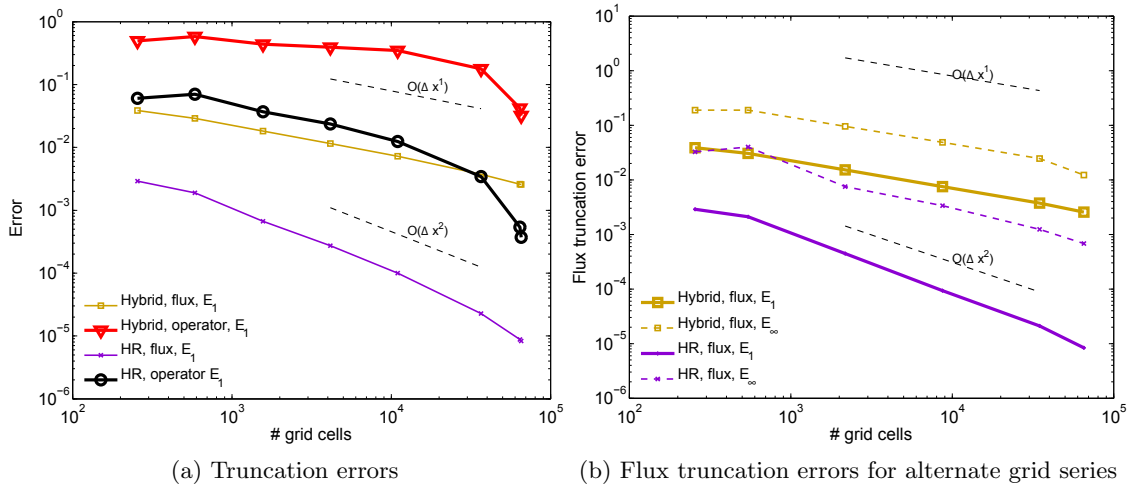 10^0
10^-1
10^-2
10^-3
10^-4
10^-5
10^-6
Error
O(Δ x^1)
O(Δ x^2)
Hybrid, flux, E_1
Hybrid, operator, E_1
HR, flux, E_1
HR, operator E_1
10^2 10^3 10^4 10^5
# grid cells
(a) Truncation errors
10^1
10^0
10^-1
10^-2
10^-3
10^-4
10^-5
10^-6
Flux truncation error
O(Δ x^1)
O(Δ x^2)
Hybrid, flux, E_1
Hybrid, flux, E_∞
HR, flux, E_1
HR, flux, E_∞
10^2 10^3 10^4 10^5
# grid cells
(b) Flux truncation errors for alternate grid series